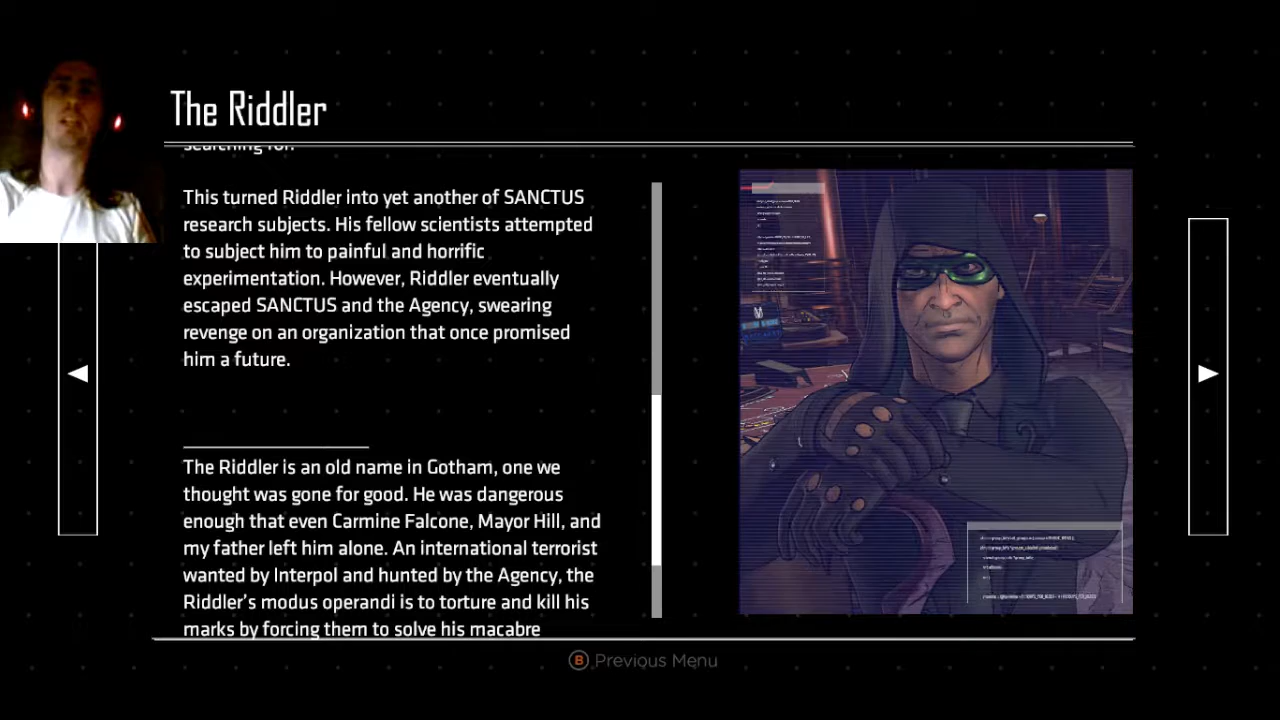 The Riddler
searching for.
This turned Riddler into yet another of SANCTUS
research subjects. His fellow scientists attempted
to subject him to painful and horrific
experimentation. However, Riddler eventually
escaped SANCTUS and the Agency, swearing
revenge on an organization that once promised
him a future.
The Riddler is an old name in Gotham, one we
thought was gone for good. He was dangerous
enough that even Carmine Falcone, Mayor Hill, and
my father left him alone. An international terrorist
wanted by Interpol and hunted by the Agency, the
Riddler’s modus operandi is to torture and kill his
marks by forcing them to solve his macabre
B Previous Menu